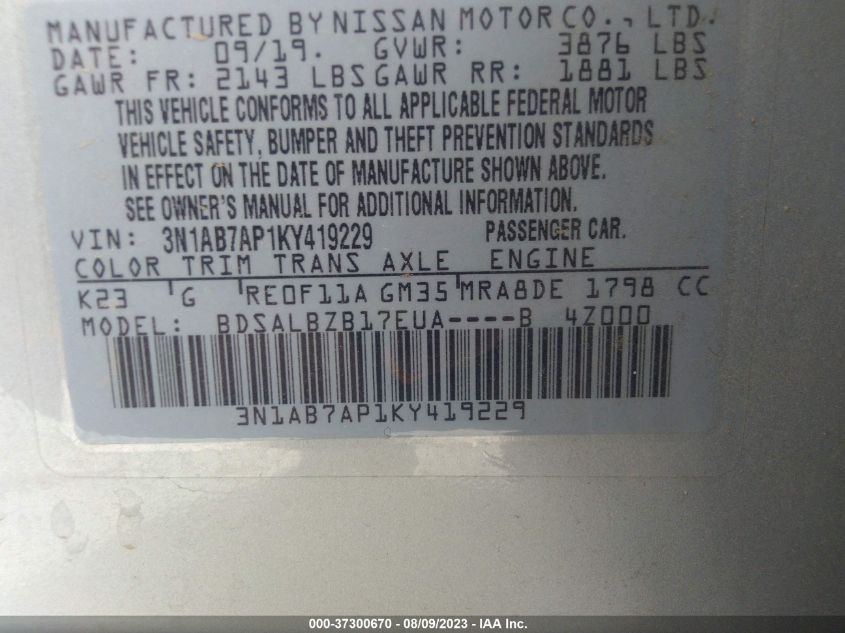 MANUFACTURED BY NISSAN MOTOR CO., LTD.
DATE: 09/19. GVWR: 3876 LBS
GAWR FR: 2143 LBS GAWR RR: 1881 LBS
THIS VEHICLE CONFORMS TO ALL APPLICABLE FEDERAL MOTOR
VEHICLE SAFETY, BUMPER AND THEFT PREVENTION STANDARDS
IN EFFECT ON THE DATE OF MANUFACTURE SHOWN ABOVE.
SEE OWNER'S MANUAL FOR ADDITIONAL INFORMATION.
VIN: 3N1AB7AP1KY419229 PASSENGER CAR.
COLOR TRIM TRANS AXLE ENGINE
K23 G RE0F11A GM35 MRA8DE 1798 CC
MODEL: BDSALBZB17EUA----B 4Z000
3N1AB7AP1KY419229
000-37300670 - 08/09/2023 - IAA Inc.